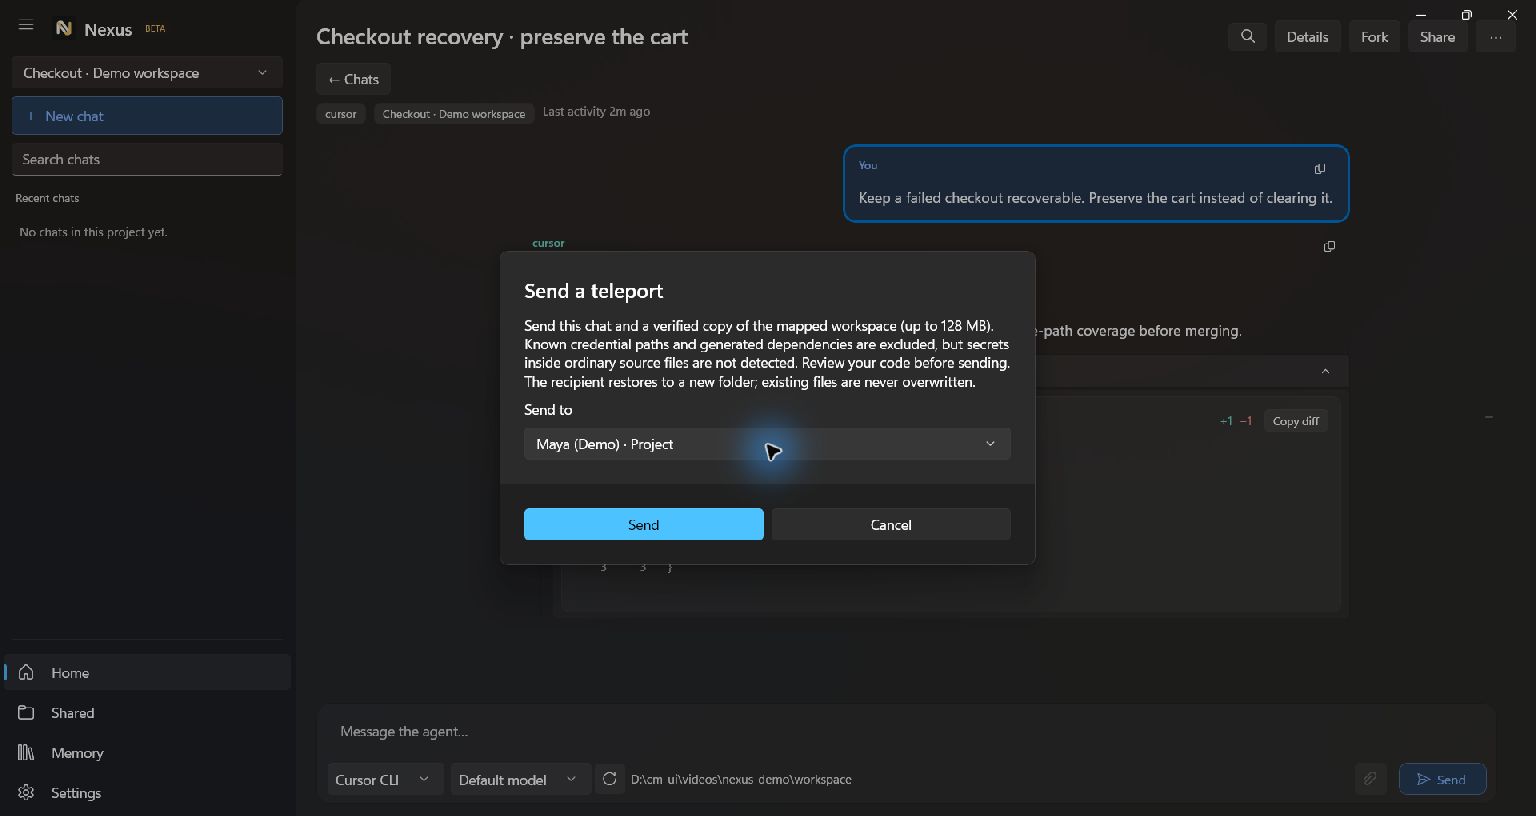 Nexus BETA
Checkout · Demo workspace
+ New chat
Search chats
Recent chats
No chats in this project yet.
Home
Shared
Memory
Settings
Checkout recovery · preserve the cart
Details
Fork
Share
...
← Chats
cursor
Checkout · Demo workspace
Last activity 2m ago
You
Keep a failed checkout recoverable. Preserve the cart instead of clearing it.
cursor
-path coverage before merging.
+1 −1
Copy diff
Send a teleport
Send this chat and a verified copy of the mapped workspace (up to 128 MB).
Known credential paths and generated dependencies are excluded, but secrets
inside ordinary source files are not detected. Review your code before sending.
The recipient restores to a new folder; existing files are never overwritten.
Send to
Maya (Demo) · Project
Send
Cancel
3 3 }
Message the agent...
Cursor CLI
Default model
D:\cm_ui\videos\nexus_demo\workspace
Send